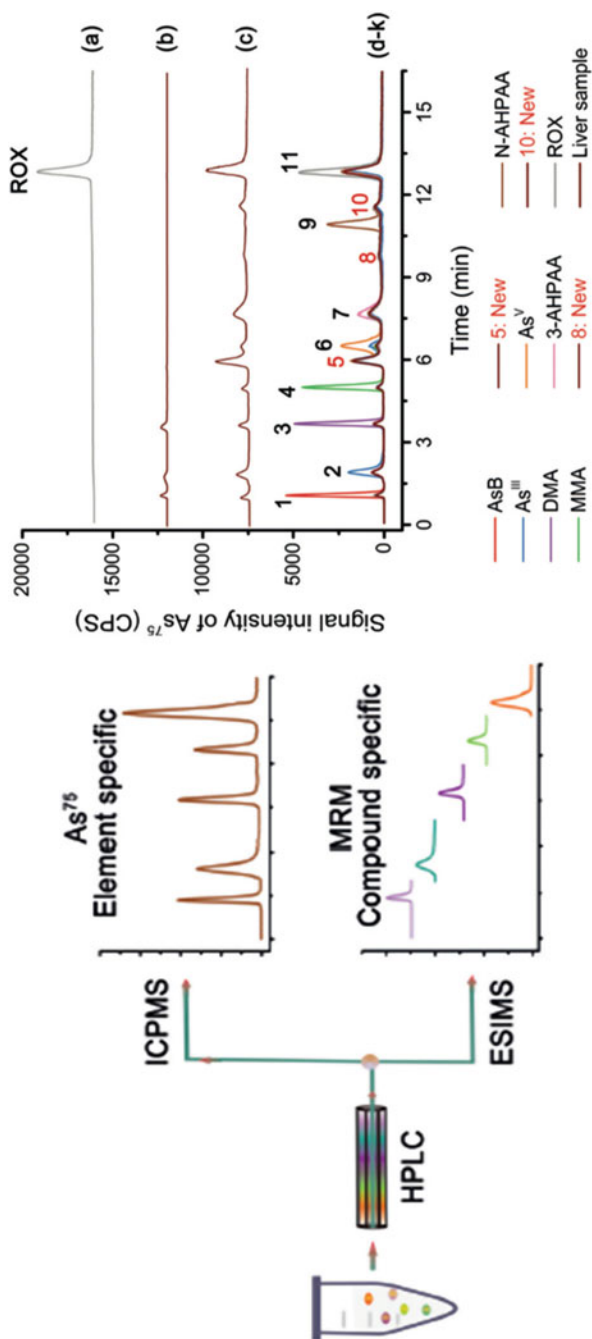 ICPMS
HPLC
ESIMS
As⁷⁵
Element specific
MRM
Compound specific
Signal intensity of As⁷⁵ (CPS)
20000
15000
10000
5000
0
ROX
(a)
(b)
(c)
(d-k)
1
2
3
4
5
6
7
8
9
10
11
0
3
6
9
12
15
Time (min)
AsB
Asᴵᴵᴵ
DMA
MMA
5: New
Asⱽ
3-AHPAA
8: New
N-AHPAA
10: New
ROX
Liver sample